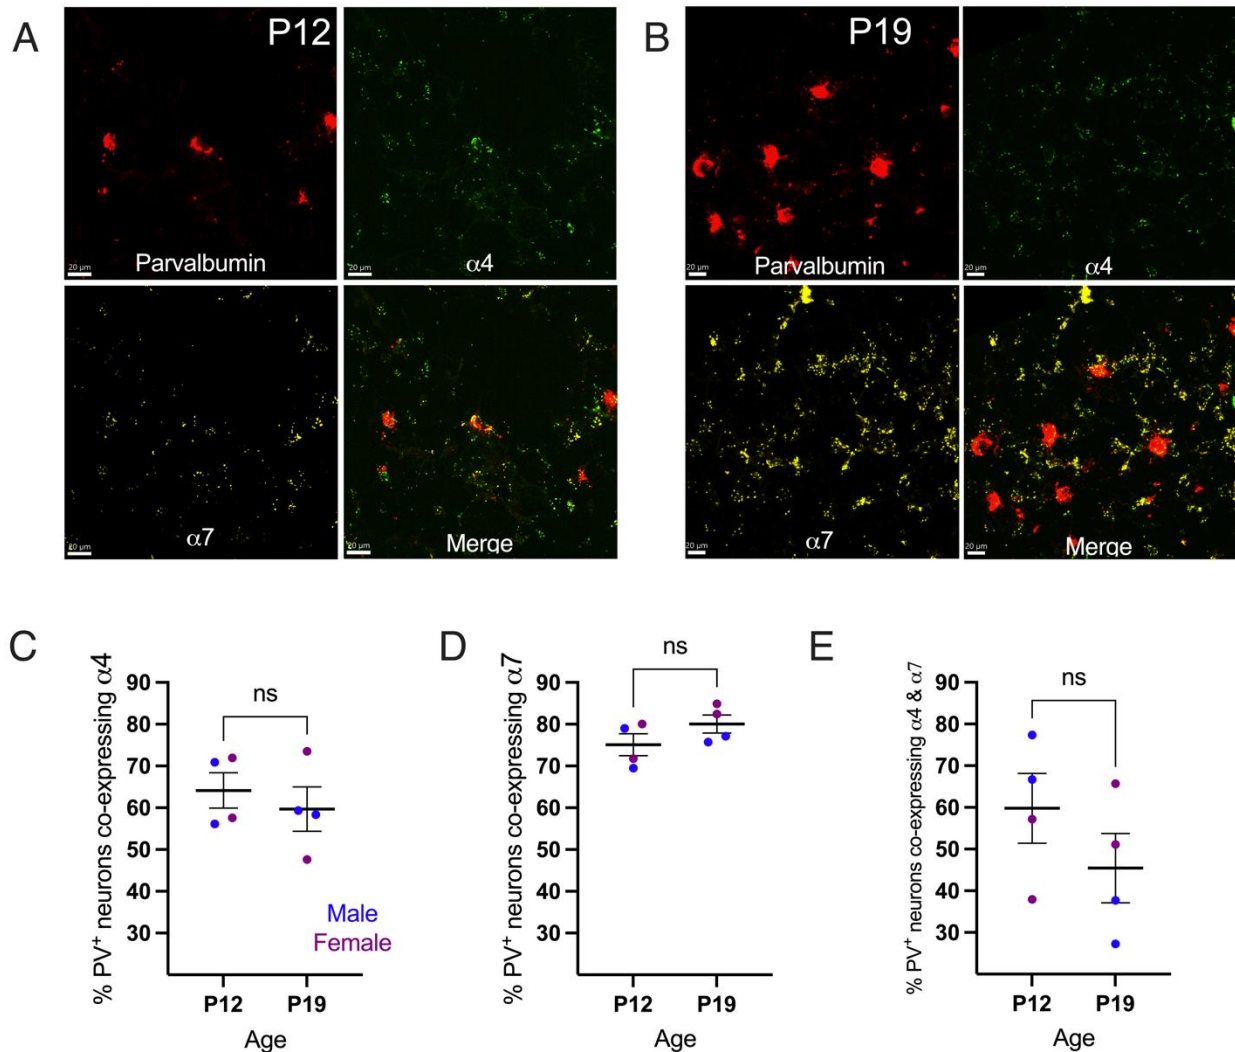 A
P12
Parvalbumin
20 µm
α4
20 µm
α7
20 µm
Merge
20 µm
B
P19
Parvalbumin
20 µm
α4
20 µm
α7
20 µm
Merge
20 µm
C
% PV⁺ neurons co-expressing α4
90
80
70
60
50
40
30
ns
Male
Female
P12 P19
Age
D
% PV⁺ neurons co-expressing α7
90
80
70
60
50
40
30
ns
P12 P19
Age
E
% PV⁺ neurons co-expressing α4 & α7
90
80
70
60
50
40
30
ns
P12 P19
Age